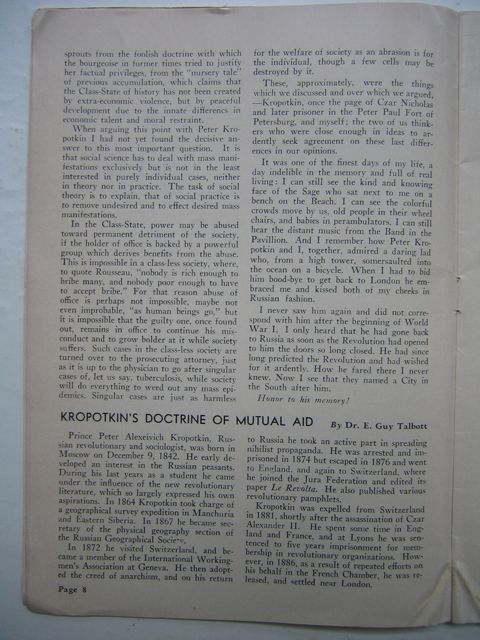 sprouts from the foolish doctrine with which
the bourgeoise in former times tried to justify
her factual privileges, from the "nursery tale"
of previous accumulation, which claims that
the Class-State of history has not been created
by extra-economic violence, but by peaceful
development due to the innate difference in
economic talent and moral restraint.
When arguing this point with Peter Kro-
potkin I had not yet found the decisive an-
swer to this most important question. It is
that social science has to deal with mass mani-
festations exclusively but is not in the least
interested in purely individual cases, neither
in theory nor in practice. The task of social
theory is to explain, that of social practice is
to remove undesired and to effect desired mass
manifestations.
In the Class-State, power may be abused
toward permanent detriment of the society,
if the holder of office is backed by a powerful
group which derives benefits from the abuse.
This is impossible in a class-less society, where,
to quote Rousseau, "nobody is rich enough to
bribe many, and nobody poor enough to have
to accept bribe." For that reason abuse of
office is perhaps not impossible, maybe not
even improbable, "as human beings go," but
it is impossible that the guilty one, once found
out, remains in office to continue his mis-
conduct and to grow bolder at it while society
suffers. Such cases in the class-less society are
turned over to the prosecuting attorney, just
as it is up to the physician to go after singular
cases of, let us say, tuberculosis, while society
will do everything to weed out any mass epi-
demics. Singular cases are just as harmless
for the welfare of society as an abrasion is for
the individual, though a few cells may be
destroyed by it.
These, approximately, were the things
which we discussed and over which we argued,
—Kropotkin, once the page of Czar Nicholas
and later prisoner in the Peter Paul Fort of
Petersburg, and myself; the two of us think-
ers who were close enough in ideas to ar-
dently seek agreement on these last differ-
ences in our opinions.
It was one of the finest days of my life, a
day indelible in the memory and full of real
living: I can still see the kind and knowing
face of the Sage who sat next to me on a
bench on the Beach. I can see the colorful
crowds move by us, old people in their wheel
chairs, and babies in perambulators. I can still
hear the distant music from the Band in the
Pavillion. And I remember how Peter Kro-
potkin and I, together, admired a daring lad
who, from a high tower, somersaulted into
the ocean on a bicycle. When I had to bid
him bood-bye to get back to London he em-
braced me and kissed both of my cheeks in
Russian fashion.
I never saw him again and did not corre-
spond with him after the beginning of World
War I, I only heard that he had gone back
to Russia as soon as the Revolution had opened
to him the doors so long closed. He had since
long predicted the Revolution and had wished
for it ardently. How he fared there I never
knew. Now I see that they named a City in
the South after him.
Honor to his memory!
KROPOTKIN'S DOCTRINE OF MUTUAL AID By Dr. E. Guy Talbott
Prince Peter Alexeivich Kropotkin, Rus-
sian revolutionary and sociologist, was born in
Moscow on December 9, 1842. He early de-
veloped an interest in the Russian peasants.
During his last years as a student he came
under the influence of the new revolutionary
literature, which so largely expressed his own
aspirations. In 1864 Kropotkin took charge of
a geographical survey expedition in Manchuria
and Eastern Siberia. In 1867 he became secre-
tary of the physical geography section of
the Russian Geographical Society.
In 1872 he visited Switzerland, and be-
came a member of the International Working-
men's Association at Geneva. He then adopt-
ed the creed of anarchism, and on his return
to Russia he took an active part in spreading
nihilist propaganda. He was arrested and im-
prisoned in 1874 but escaped in 1876 and went
to England, and again to Switzerland, where
he joined the Jura Federation and edited its
paper Le Revolta. He also published various
revolutionary pamphlets.
Kropotkin was expelled from Switzerland
in 1881, shortly after the assassination of Czar
Alexander II. He spent some time in Eng-
land and France, and at Lyons he was sen-
tenced to five years imprisonment for mem-
bership in revolutionary organizations. How-
ever, in 1886, as a result of repeated efforts on
his behalf in the French Chamber, he was re-
leased, and settled near London.
Page 8